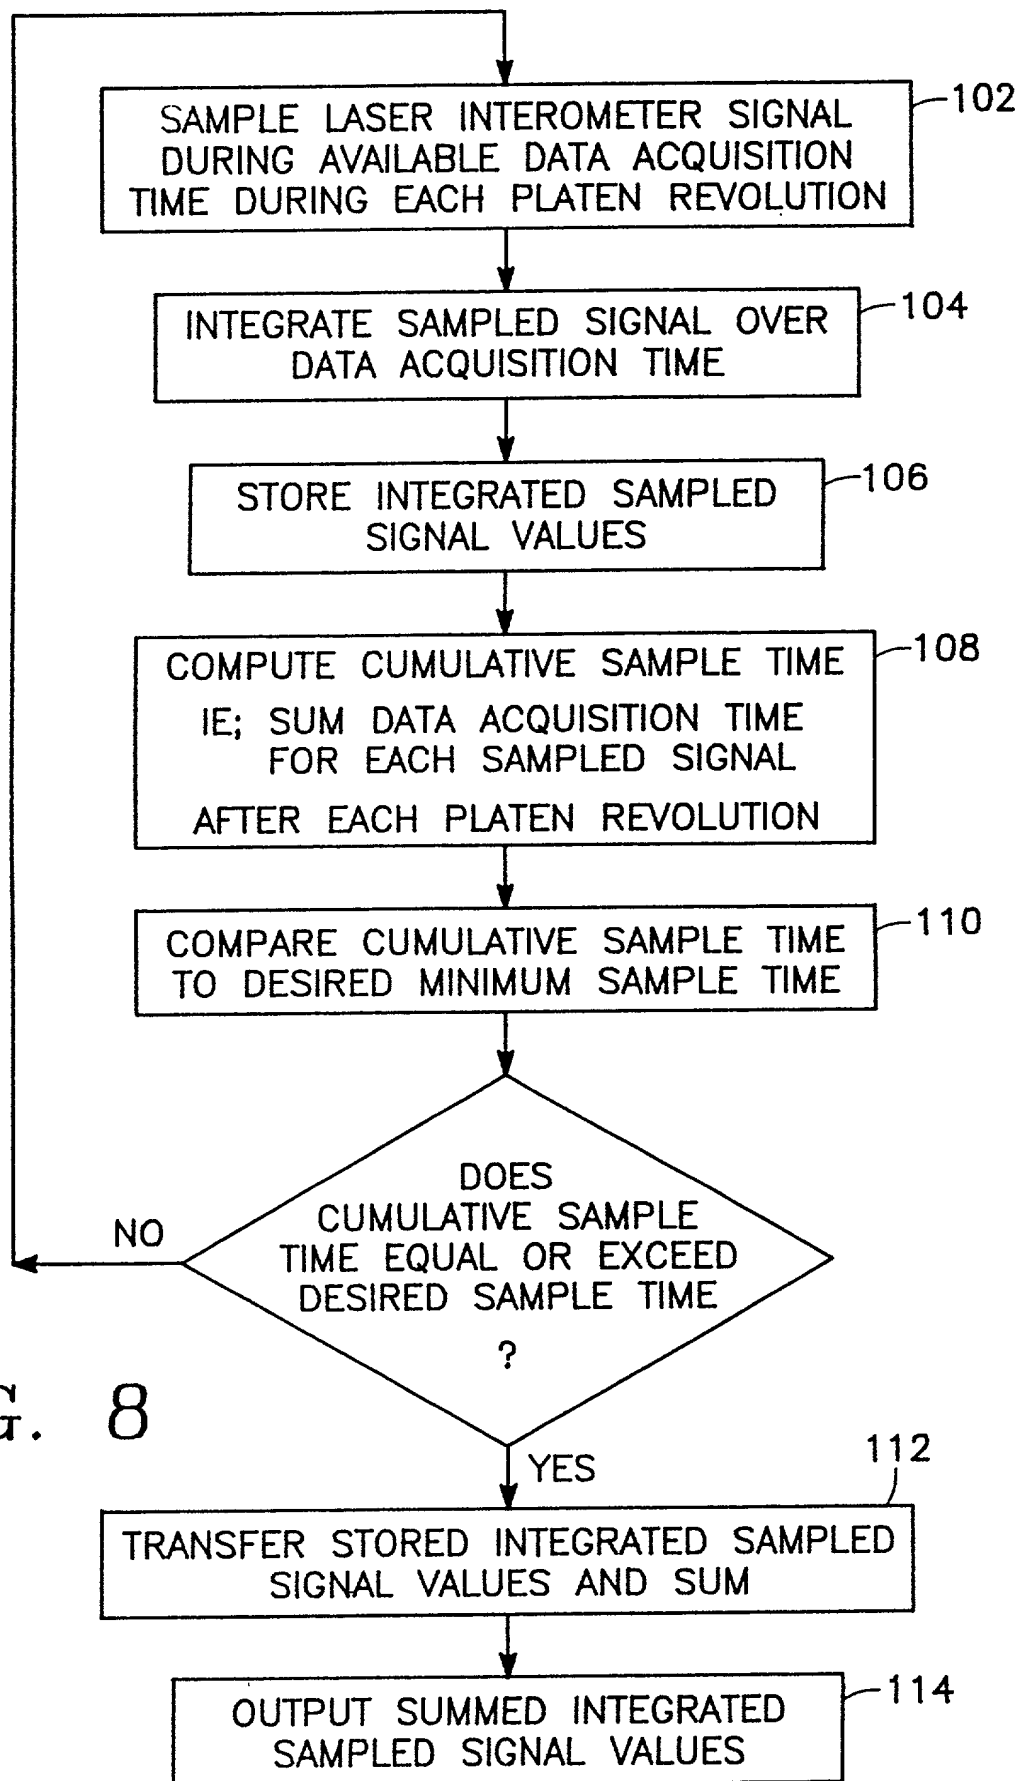 SAMPLE LASER INTEROMETER SIGNAL
DURING AVAILABLE DATA ACQUISITION
TIME DURING EACH PLATEN REVOLUTION
102
INTEGRATE SAMPLED SIGNAL OVER
DATA ACQUISITION TIME
104
STORE INTEGRATED SAMPLED
SIGNAL VALUES
106
COMPUTE CUMULATIVE SAMPLE TIME
IE; SUM DATA ACQUISITION TIME
FOR EACH SAMPLED SIGNAL
AFTER EACH PLATEN REVOLUTION
108
COMPARE CUMULATIVE SAMPLE TIME
TO DESIRED MINIMUM SAMPLE TIME
110
DOES
CUMULATIVE SAMPLE
TIME EQUAL OR EXCEED
DESIRED SAMPLE TIME
?
NO
G. 8
YES
112
TRANSFER STORED INTEGRATED SAMPLED
SIGNAL VALUES AND SUM
OUTPUT SUMMED INTEGRATED
SAMPLED SIGNAL VALUES
114